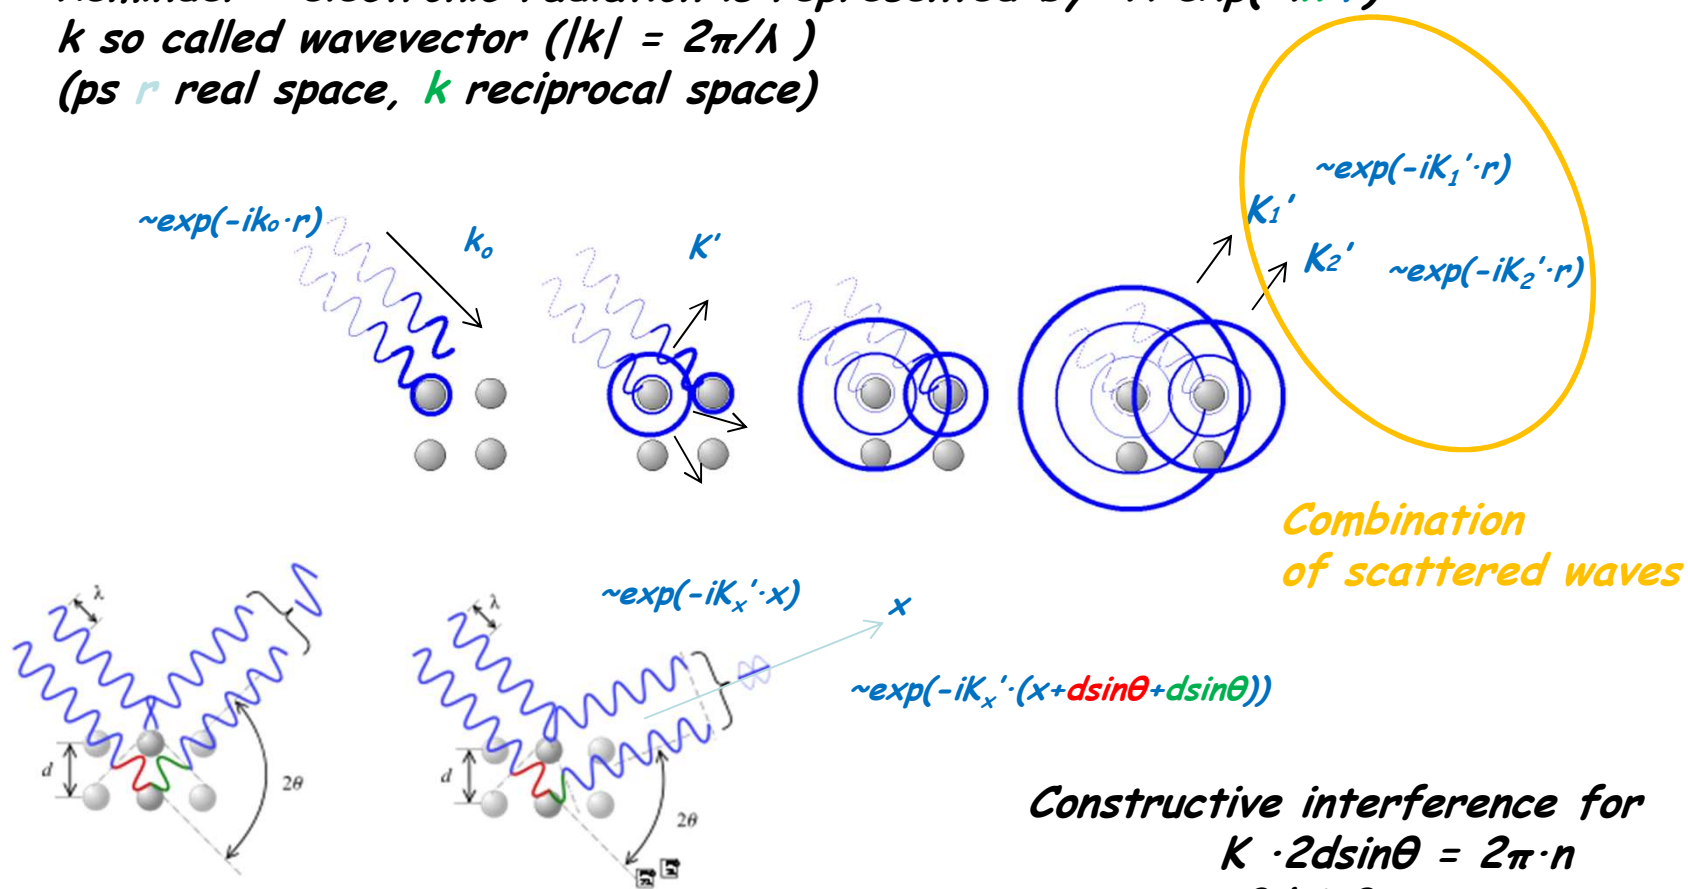 k so called wavevector (|k| = 2π/λ )
(ps r real space, k reciprocal space)
~exp(-iK₁'·r)
~exp(-ik₀·r)
k₀
K'
K₁'
K₂'
~exp(-iK₂'·r)
Combination
of scattered waves
λ
λ
~exp(-iKₓ'·x)
x
~exp(-iKₓ'·(x+dsinθ+dsinθ))
d
2θ
d
2θ
Constructive interference for
K ·2dsinθ = 2π·n